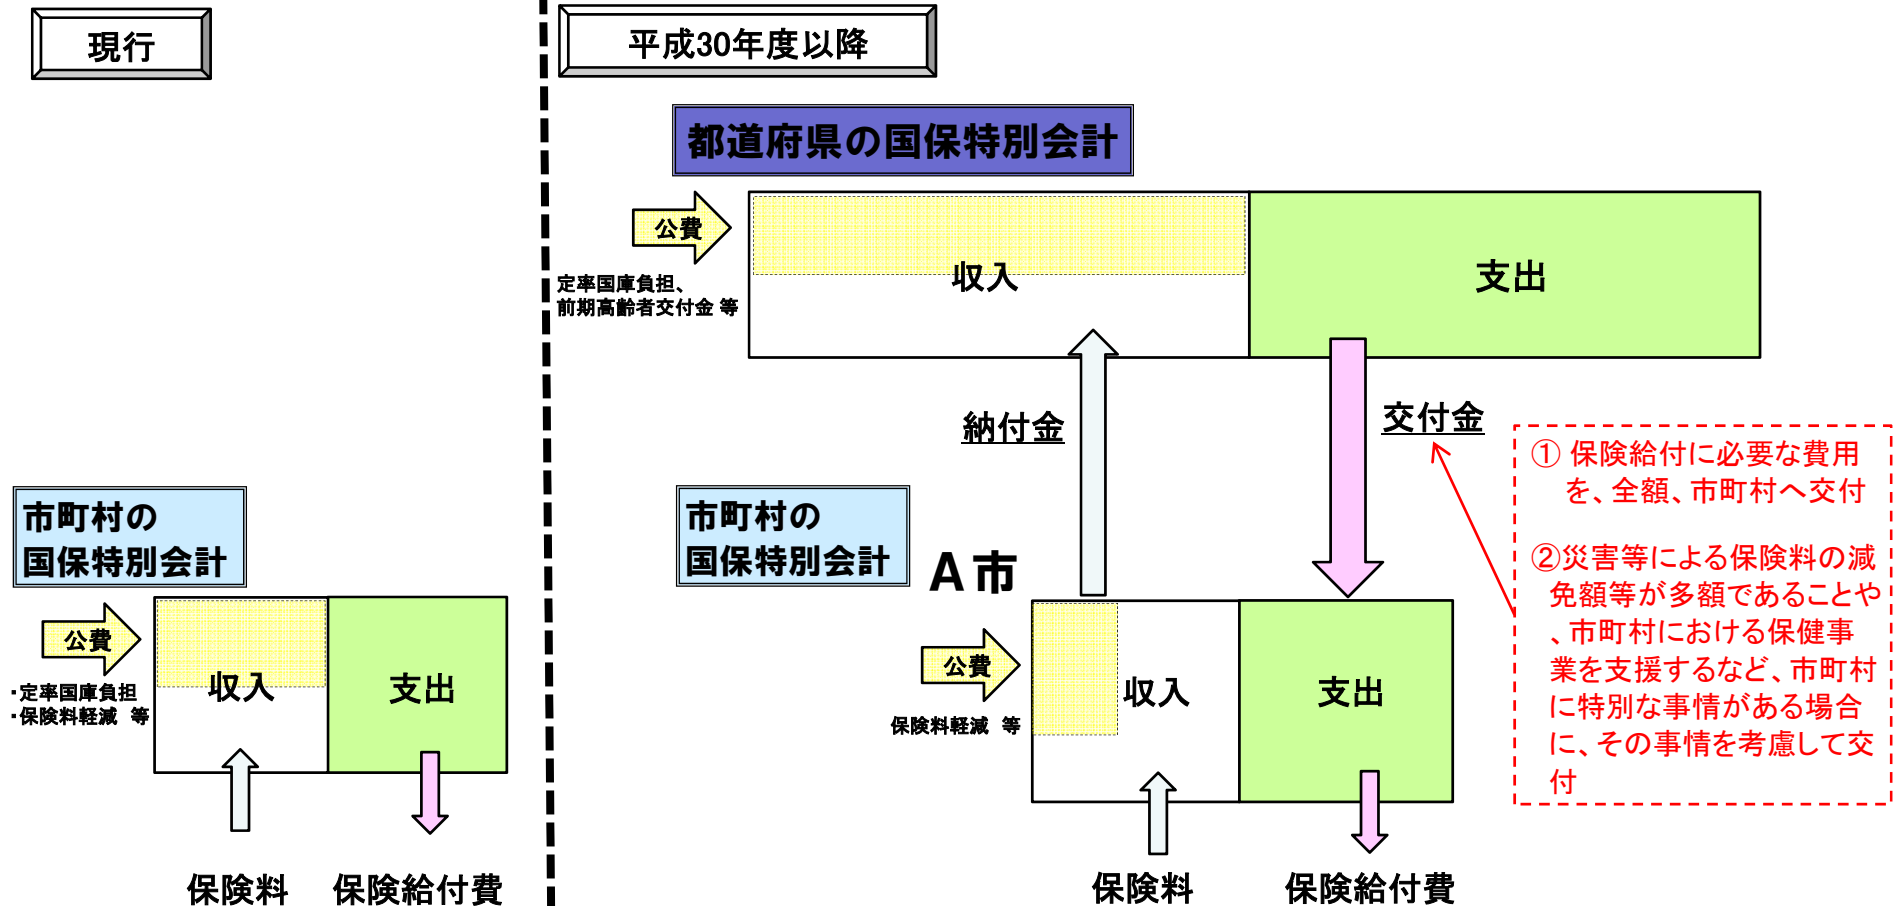 現行
市町村の
国保特別会計
公費
・定率国庫負担
・保険料軽減 等
収入
支出
保険料
保険給付費
平成30年度以降
都道府県の国保特別会計
公費
定率国庫負担、
前期高齢者交付金 等
収入
支出
納付金
交付金
① 保険給付に必要な費用
を、全額、市町村へ交付
②災害等による保険料の減
免額等が多額であることや
、市町村における保健事
業を支援するなど、市町村
に特別な事情がある場合
に、その事情を考慮して交
付
市町村の
国保特別会計
A市
公費
保険料軽減 等
収入
支出
保険料
保険給付費